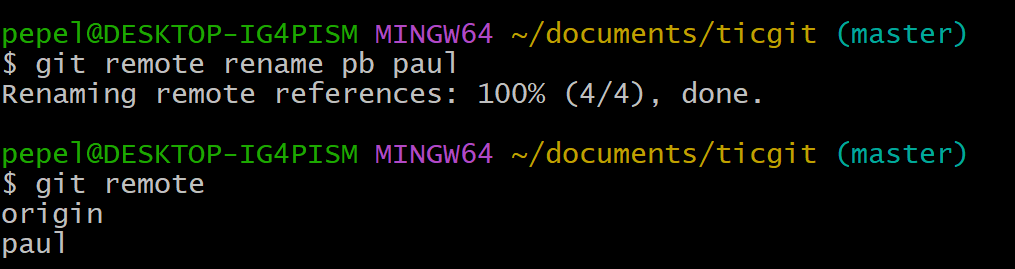 pepel@DESKTOP-IG4PISM MINGW64 ~/documents/ticgit (master)
$ git remote rename pb paul
Renaming remote references: 100% (4/4), done.
pepel@DESKTOP-IG4PISM MINGW64 ~/documents/ticgit (master)
$ git remote
origin
paul